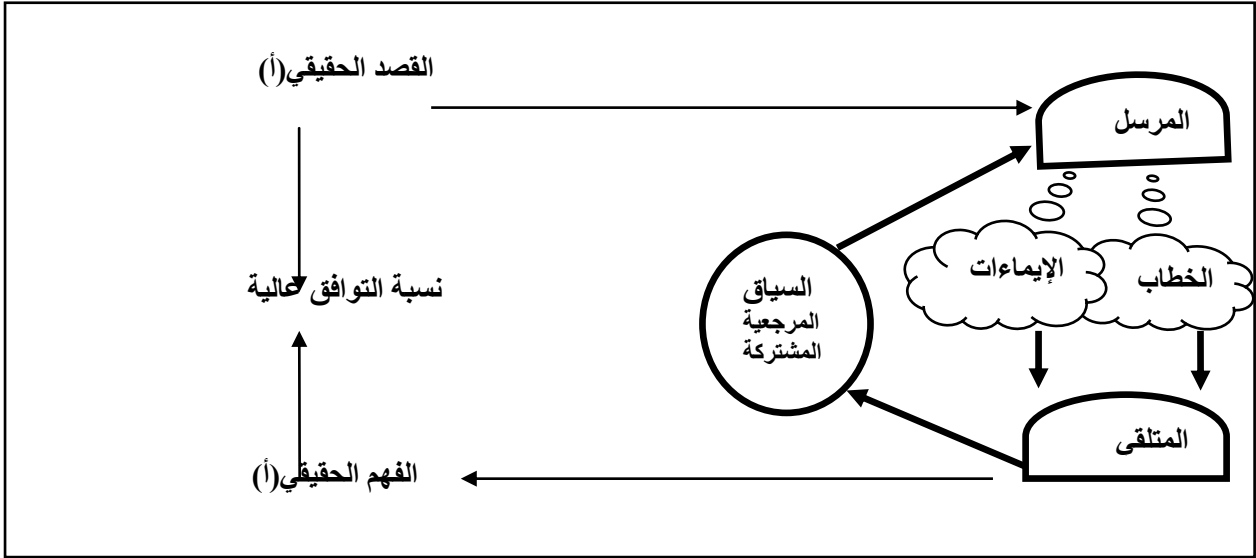 القصد الحقيقي(أ)
المرسل
الخطاب
الإيماءات
السياق
المرجعية
المشتركة
نسبة التوافق عالية
المتلقى
الفهم الحقيقي(أ)